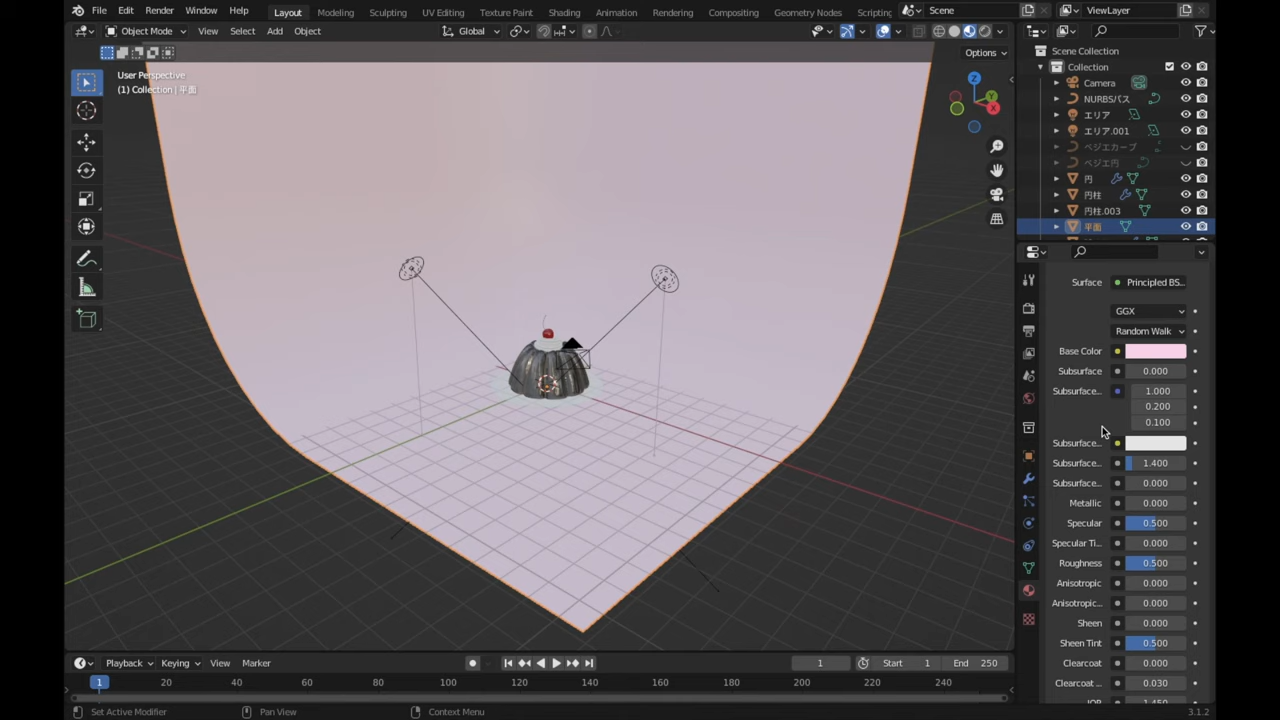 File Edit Render Window Help Layout Modeling Sculpting UV Editing Texture Paint Shading Animation Rendering Compositing Geometry Nodes Scripting Scene ViewLayer
Object Mode View Select Add Object Global
Options
User Perspective
(1) Collection | 平面
Z
Y
X
Scene Collection
Collection
Camera
NURBSパス
エリア
エリア.001
ベジエカーブ
ベジエ円
円
円柱
円柱.003
平面
Surface Principled BS...
GGX
Random Walk
Base Color
Subsurface 0.000
Subsurface... 1.000
0.200
0.100
Subsurface...
Subsurface... 1.400
Subsurface... 0.000
Metallic 0.000
Specular 0.500
Specular Ti... 0.000
Roughness 0.500
Anisotropic 0.000
Anisotropic... 0.000
Sheen 0.000
Sheen Tint 0.500
Clearcoat 0.000
Clearcoat ... 0.030
IOR 1.450
Playback Keying View Marker 1 Start 1 End 250
1 20 40 60 80 100 120 140 160 180 200 220 240
Set Active Modifier Pan View Context Menu 3.1.2